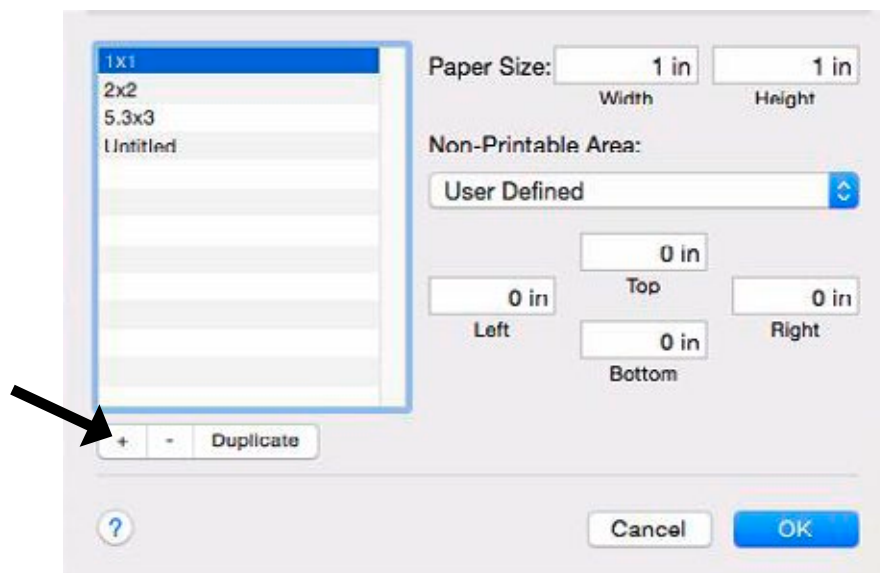 1x1
2x2
5.3x3
Untitled
+ - Duplicate
Paper Size: 1 in 1 in
Width Height
Non-Printable Area:
User Defined
0 in
Top
0 in 0 in
Left Right
0 in
Bottom
? Cancel OK